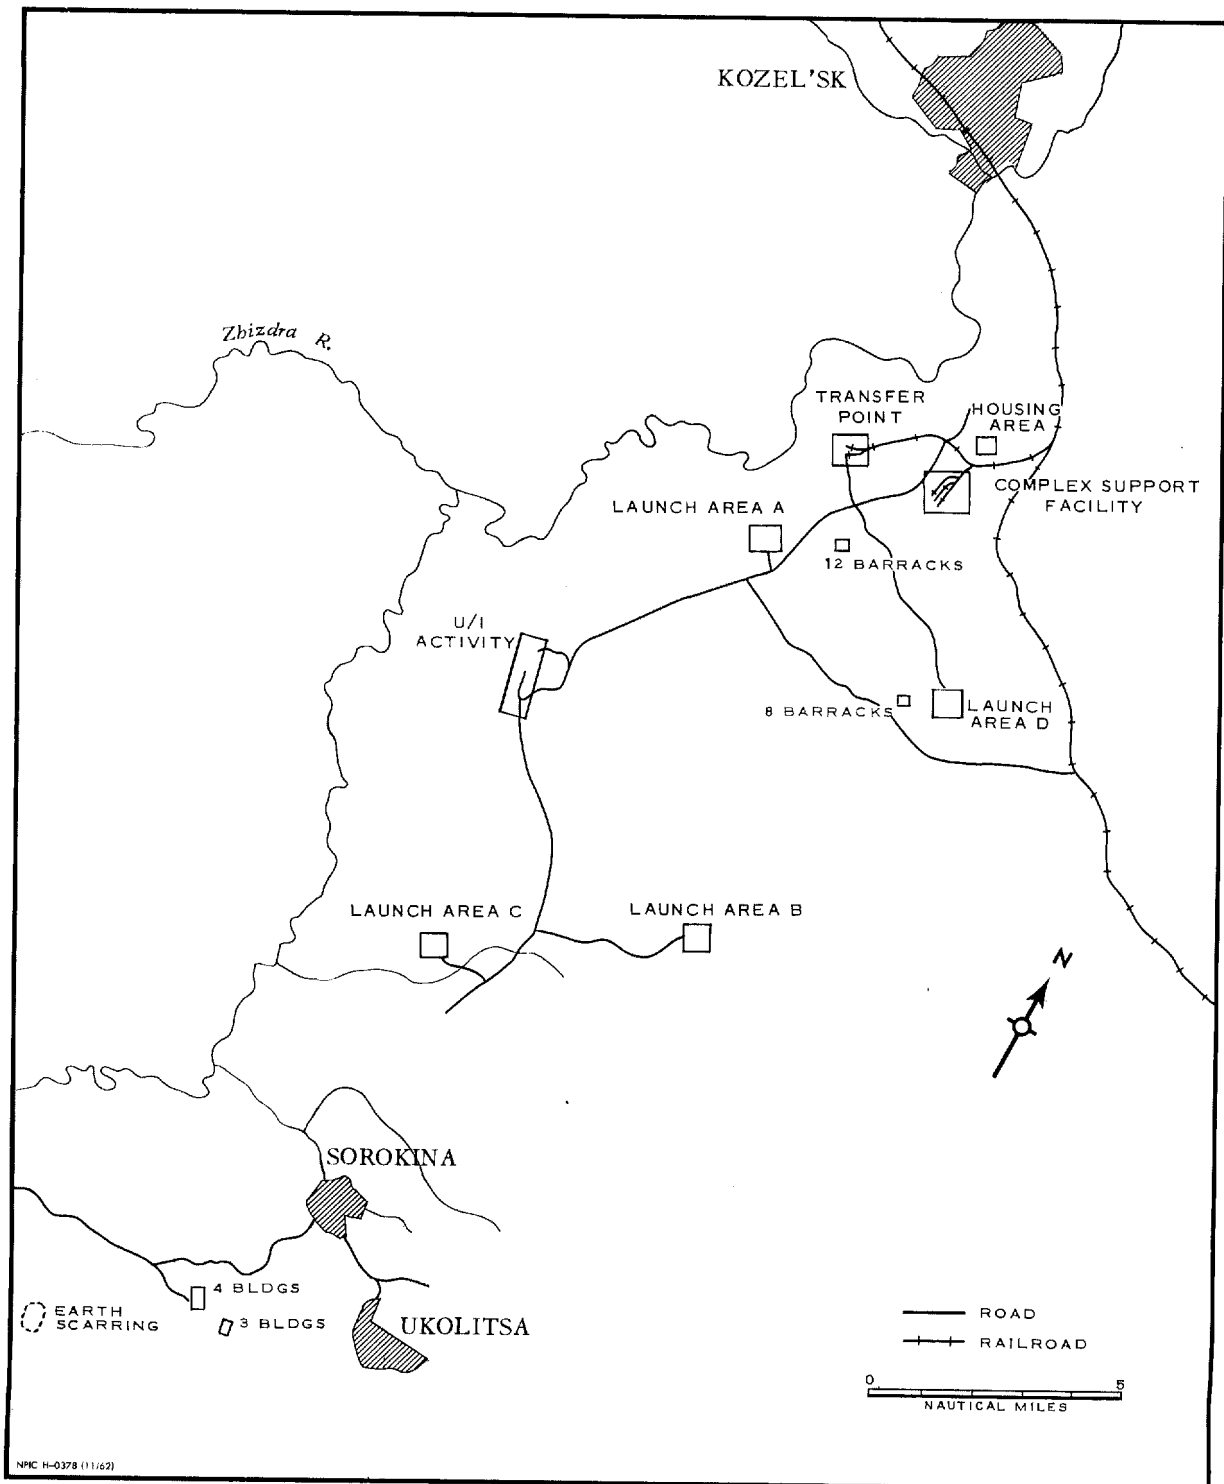 KOZEL'SK
Zhizdra R.
TRANSFER
POINT
HOUSING
AREA
COMPLEX SUPPORT
FACILITY
LAUNCH AREA A
12 BARRACKS
U/I
ACTIVITY
8 BARRACKS
LAUNCH
AREA D
LAUNCH AREA C
LAUNCH AREA B
N
SOROKINA
4 BLDGS
EARTH
SCARRING
3 BLDGS
UKOLITSA
ROAD
RAILROAD
0 5
NAUTICAL MILES
NPIC H-0378 (11/62)